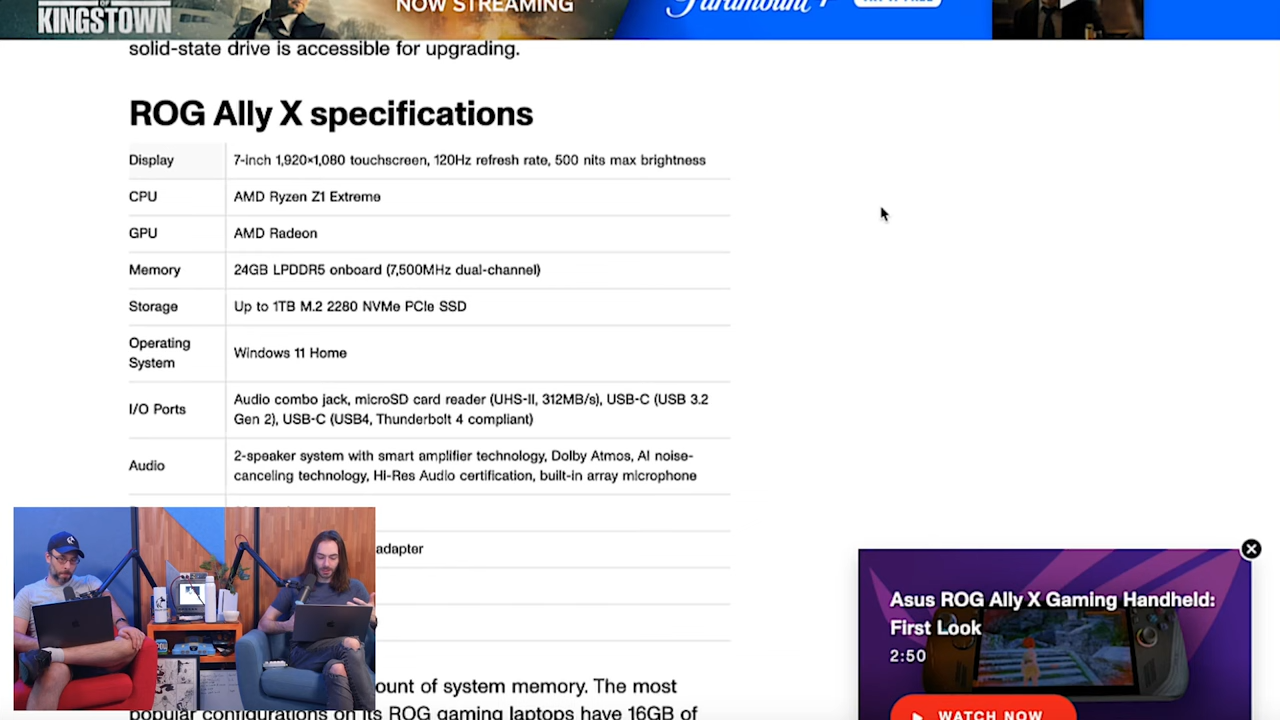 KINGSTOWN
NOW STREAMING
Paramount+
solid-state drive is accessible for upgrading.
ROG Ally X specifications
Display 7-inch 1,920×1,080 touchscreen, 120Hz refresh rate, 500 nits max brightness
CPU AMD Ryzen Z1 Extreme
GPU AMD Radeon
Memory 24GB LPDDR5 onboard (7,500MHz dual-channel)
Storage Up to 1TB M.2 2280 NVMe PCIe SSD
Operating
System
Windows 11 Home
I/O Ports
Audio combo jack, microSD card reader (UHS-II, 312MB/s), USB-C (USB 3.2
Gen 2), USB-C (USB4, Thunderbolt 4 compliant)
Audio
2-speaker system with smart amplifier technology, Dolby Atmos, AI noise-
canceling technology, Hi-Res Audio certification, built-in array microphone
adapter
ount of system memory. The most
popular configurations on its ROG gaming laptops have 16GB of
Asus ROG Ally X Gaming Handheld:
First Look
2:50
WATCH NOW